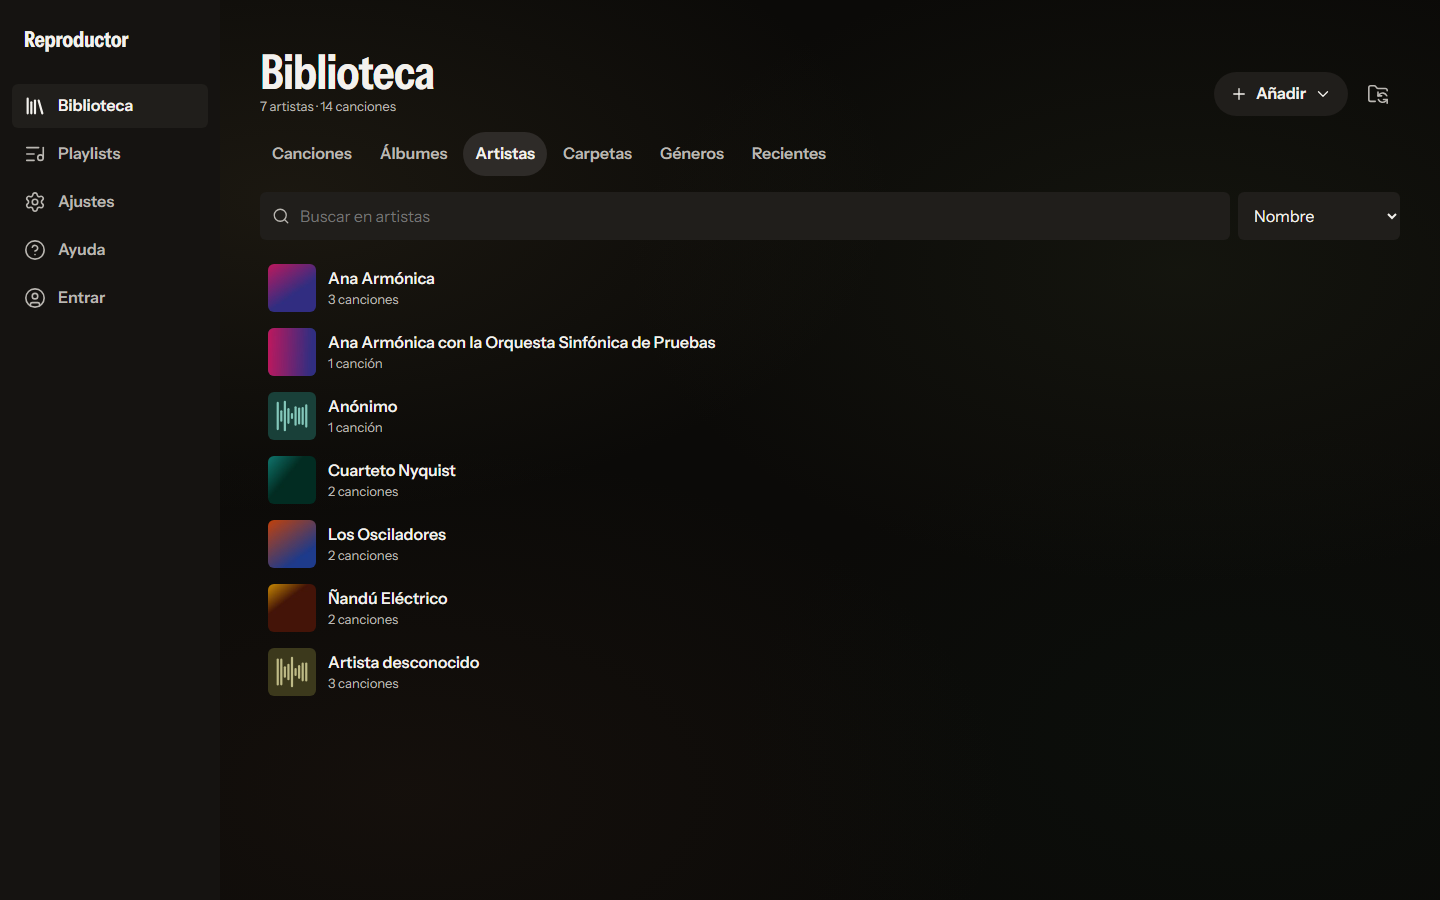 Reproductor
Biblioteca
Playlists
Ajustes
Ayuda
Entrar
Biblioteca
7 artistas · 14 canciones
Añadir
Canciones Álbumes Artistas Carpetas Géneros Recientes
Buscar en artistas
Nombre
Ana Armónica
3 canciones
Ana Armónica con la Orquesta Sinfónica de Pruebas
1 canción
Anónimo
1 canción
Cuarteto Nyquist
2 canciones
Los Osciladores
2 canciones
Ñandú Eléctrico
2 canciones
Artista desconocido
3 canciones